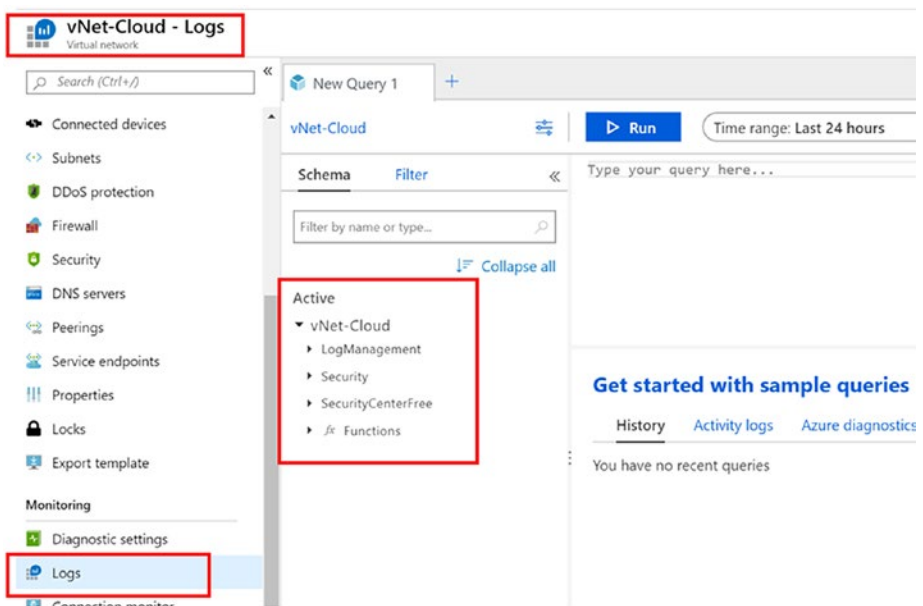 vNet-Cloud - Logs
Virtual network
Search (Ctrl+/)
«
Connected devices
Subnets
DDoS protection
Firewall
Security
DNS servers
Peerings
Service endpoints
Properties
Locks
Export template
Monitoring
Diagnostic settings
Logs
Connection monitor
New Query 1 +
vNet-Cloud
Run
Time range: Last 24 hours
Schema Filter «
Filter by name or type...
Collapse all
Active
vNet-Cloud
LogManagement
Security
SecurityCenterFree
fx Functions
Type your query here...
Get started with sample queries
History Activity logs Azure diagnostics
You have no recent queries